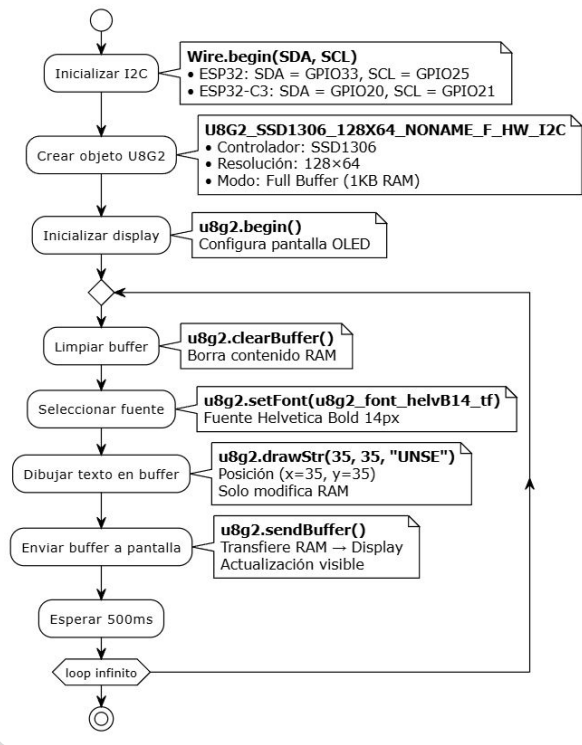 Inicializar I2C
Wire.begin(SDA, SCL)
• ESP32: SDA = GPIO33, SCL = GPIO25
• ESP32-C3: SDA = GPIO20, SCL = GPIO21
Crear objeto U8G2
U8G2_SSD1306_128X64_NONAME_F_HW_I2C
• Controlador: SSD1306
• Resolución: 128×64
• Modo: Full Buffer (1KB RAM)
Inicializar display
u8g2.begin()
Configura pantalla OLED
Limpiar buffer
u8g2.clearBuffer()
Borra contenido RAM
Seleccionar fuente
u8g2.setFont(u8g2_font_helvB14_tf)
Fuente Helvetica Bold 14px
Dibujar texto en buffer
u8g2.drawStr(35, 35, "UNSE")
Posición (x=35, y=35)
Solo modifica RAM
Enviar buffer a pantalla
u8g2.sendBuffer()
Transfiere RAM → Display
Actualización visible
Esperar 500ms
loop infinito